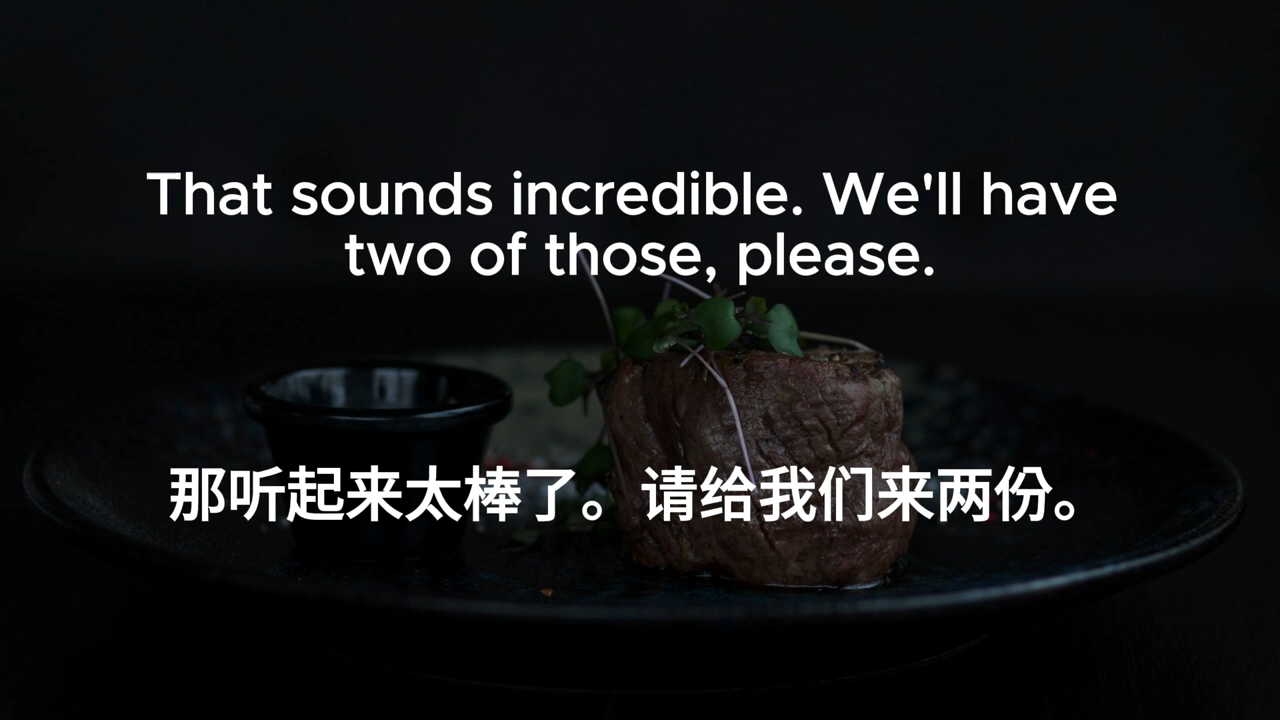 That sounds incredible. We'll have
two of those, please.
那听起来太棒了。请给我们来两份。